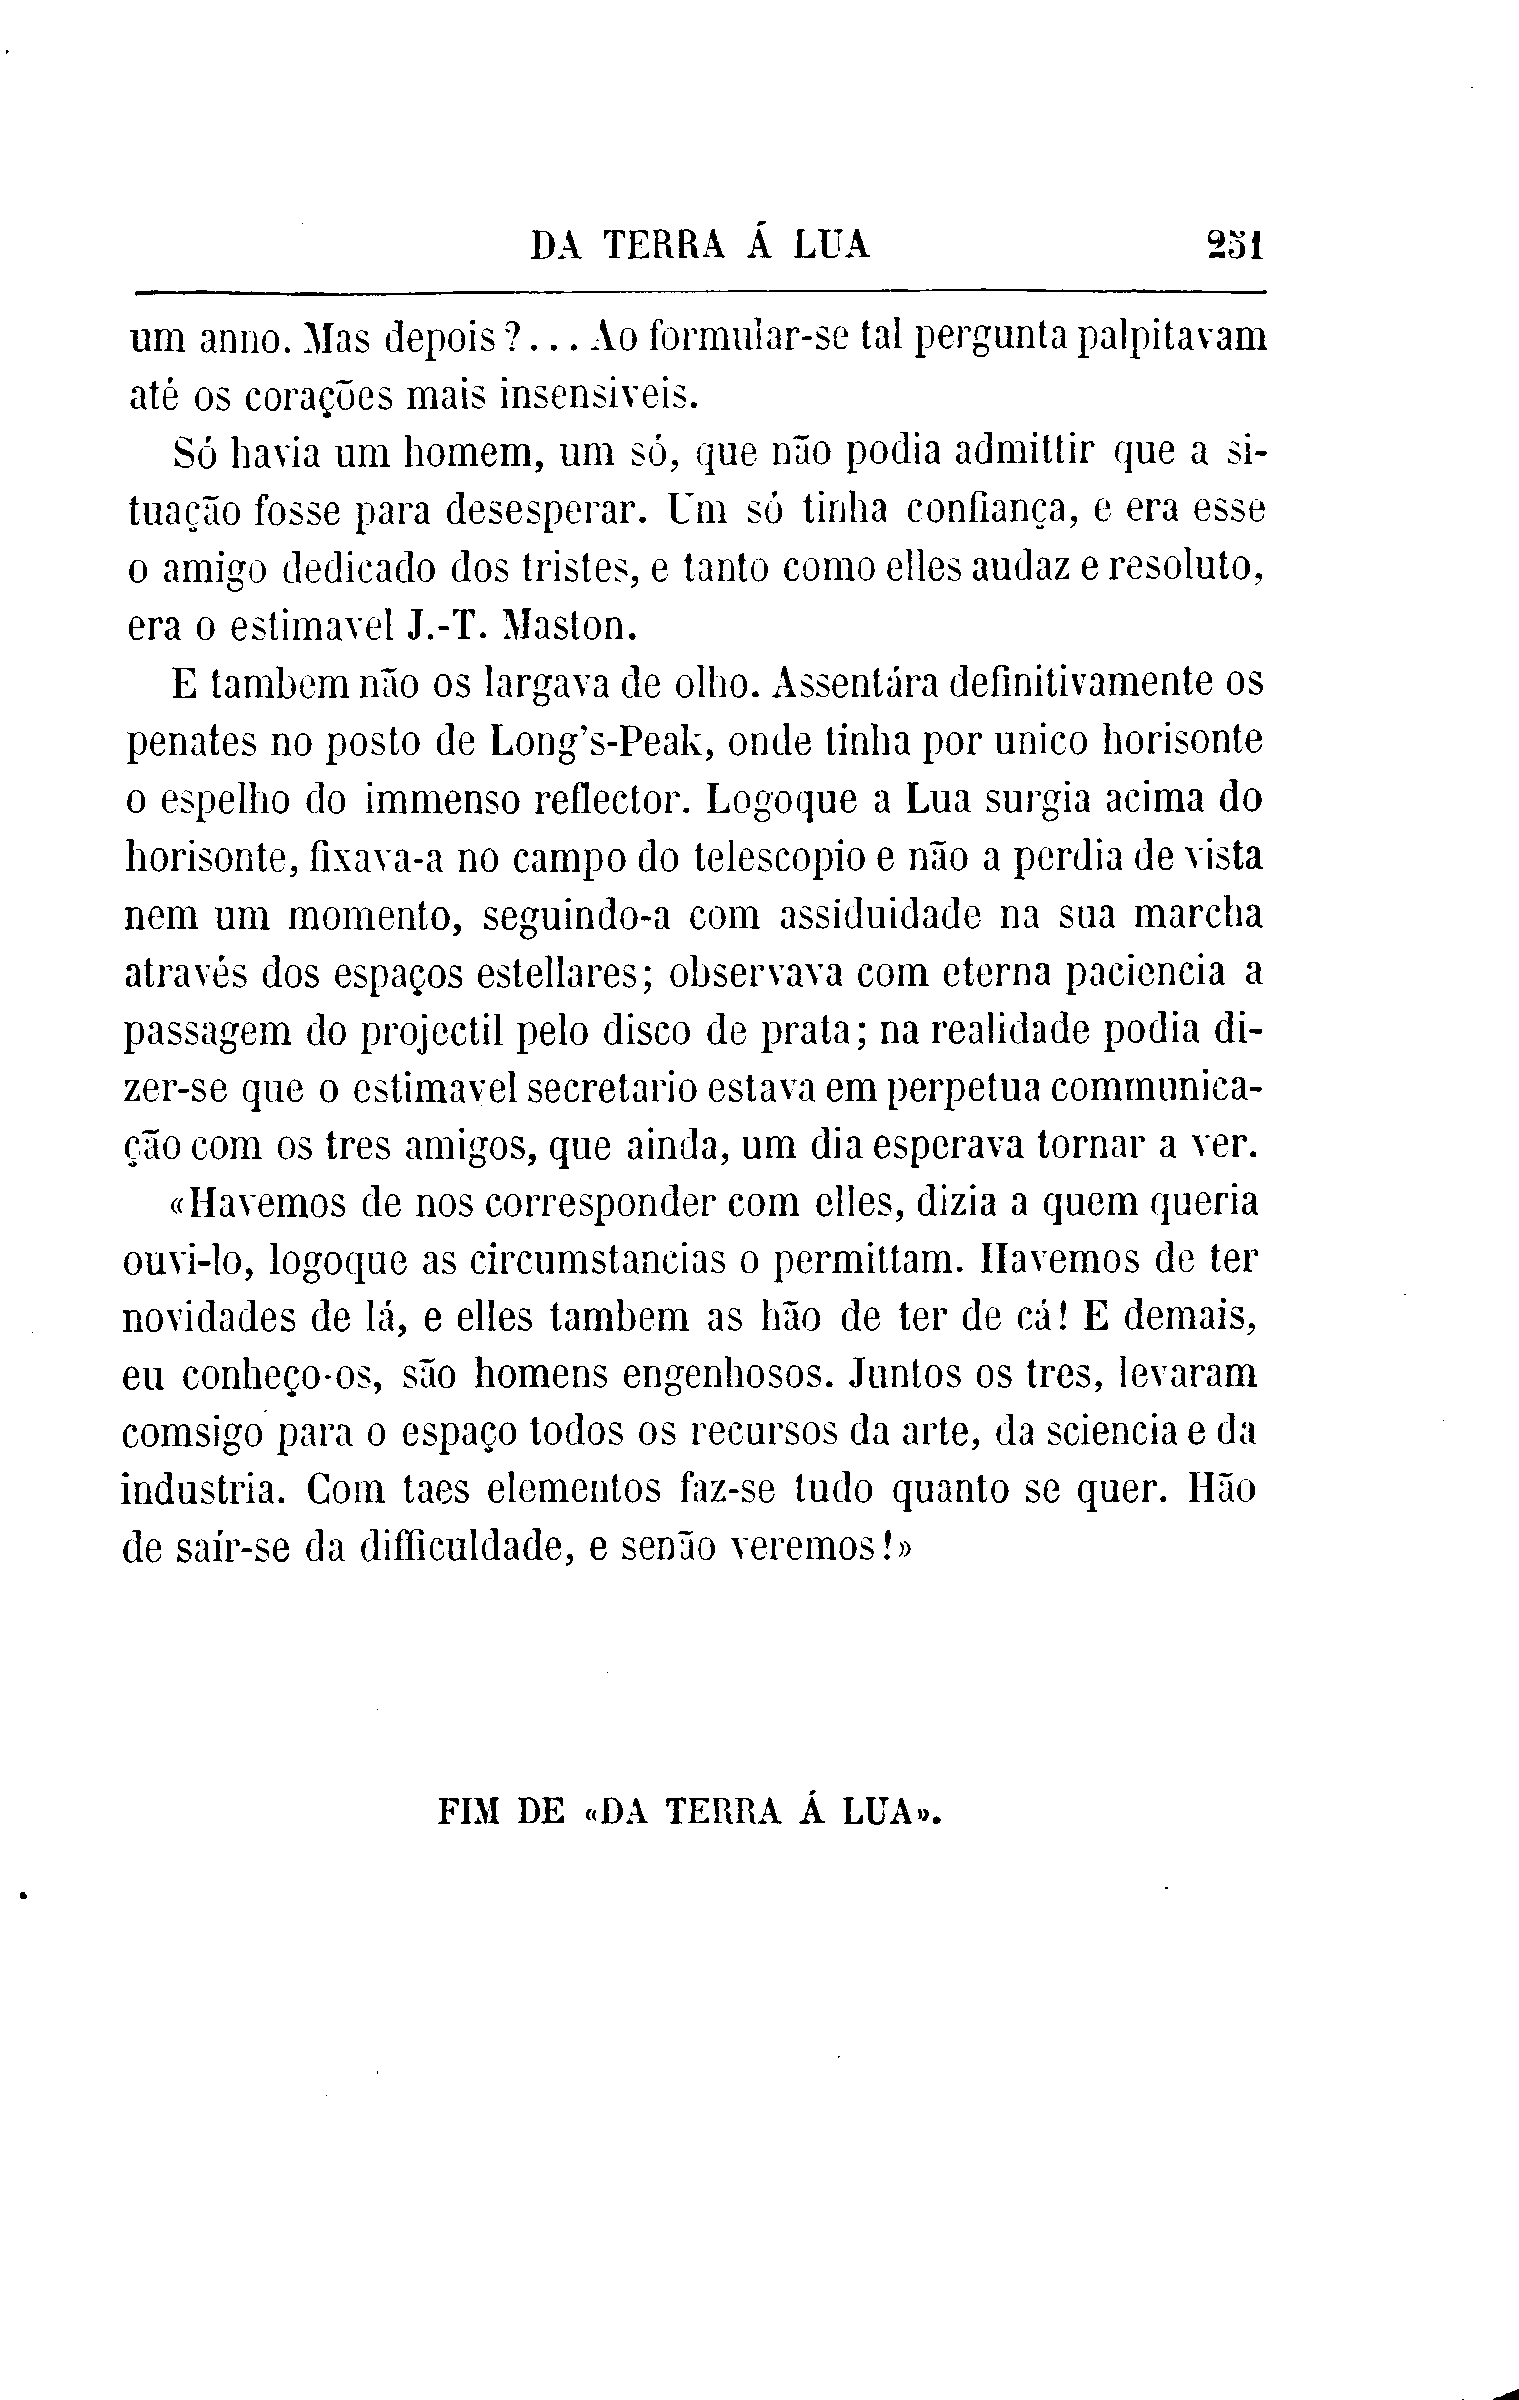 DA TERRA Á LUA 251
um anno. Mas depois?... Ao formular-se tal pergunta palpitavam
até os corações mais insensiveis.
Só havia um homem, um só, que não podia admittir que a si-
tuação fosse para desesperar. Um só tinha confiança, e era esse
o amigo dedicado dos tristes, e tanto como elles audaz e resoluto,
era o estimavel J.-T. Maston.
E tambem não os largava de olho. Assentára definitivamente os
penates no posto de Long's-Peak, onde tinha por unico horisonte
o espelho do immenso reflector. Logoque a Lua surgia acima do
horisonte, fixava-a no campo do telescopio e não a perdia de vista
nem um momento, seguindo-a com assiduidade na sua marcha
através dos espaços estellares; observava com eterna paciencia a
passagem do projectil pelo disco de prata; na realidade podia di-
zer-se que o estimavel secretario estava em perpetua communica-
ção com os tres amigos, que ainda, um dia esperava tornar a ver.
«Havemos de nos corresponder com elles, dizia a quem queria
ouvi-lo, logoque as circumstancias o permittam. Havemos de ter
novidades de lá, e elles tambem as hão de ter de cá! E demais,
eu conheço-os, são homens engenhosos. Juntos os tres, levaram
comsigo para o espaço todos os recursos da arte, da sciencia e da
industria. Com taes elementos faz-se tudo quanto se quer. Hão
de saír-se da difficuldade, e senão veremos!»
FIM DE «DA TERRA Á LUA».